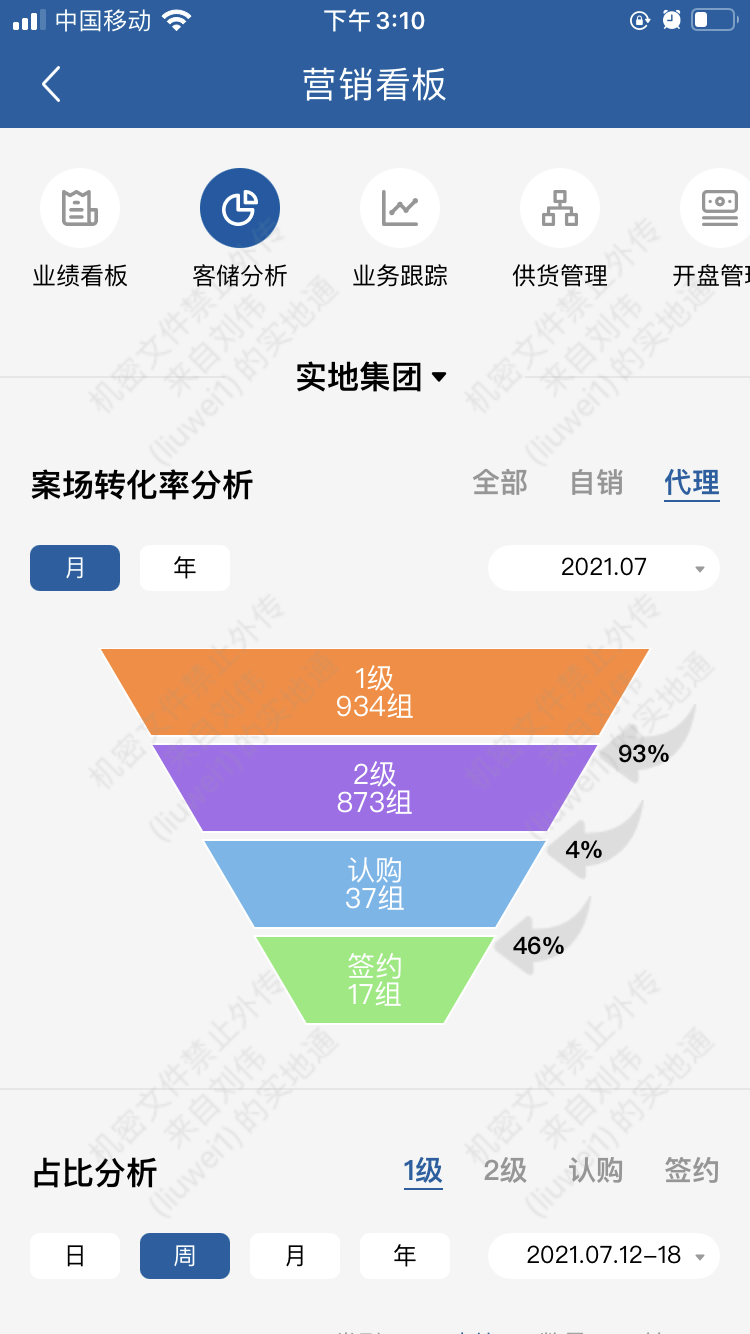 中国移动
下午3:10
营销看板
业绩看板
客储分析
业务跟踪
供货管理
开盘管
实地集团
案场转化率分析
全部
自销
代理
月
年
2021.07
1级
934组
93%
2级
873组
4%
认购
37组
46%
签约
17组
占比分析
1级
2级
认购
签约
日
周
月
年
2021.07.12-18
机密文件禁止外传
来自刘伟
(liuwei1)的实地通
机密文件禁止外传
来自刘伟
(liuwei1)的实地通
机密文件禁止外传
来自刘伟
(liuwei1)的实地通
机密文件禁止外传
来自刘伟
(liuwei1)的实地通
机密文件禁止外传
来自刘伟
(liuwei1)的实地通
机密文件禁止外传
来自刘伟
(liuwei1)的实地通